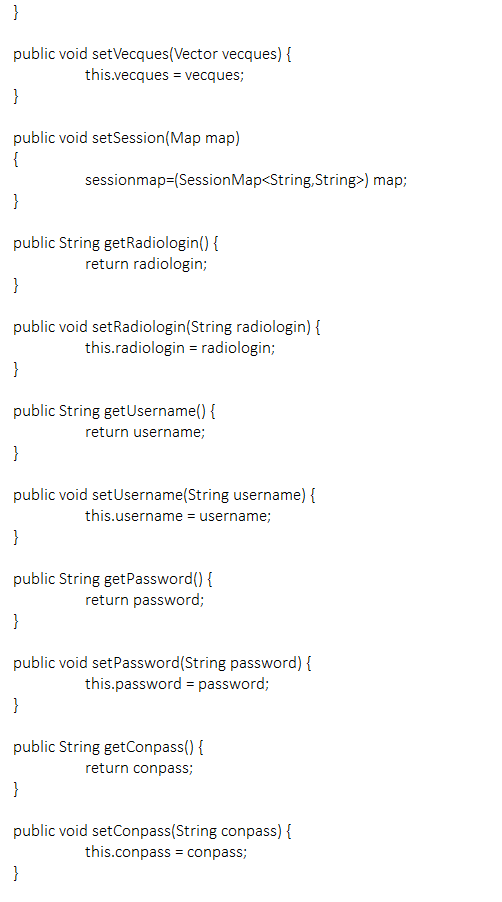 }
public void setVecques(Vector vecques) {
this.vecques = vecques;
}
public void setSession(Map map)
{
sessionmap=(SessionMap<String,String>) map;
}
public String getRadiologin() {
return radiologin;
}
public void setRadiologin(String radiologin) {
this.radiologin = radiologin;
}
public String getUsername() {
return username;
}
public void setUsername(String username) {
this.username = username;
}
public String getPassword() {
return password;
}
public void setPassword(String password) {
this.password = password;
}
public String getConpass() {
return conpass;
}
public void setConpass(String conpass) {
this.conpass = conpass;
}